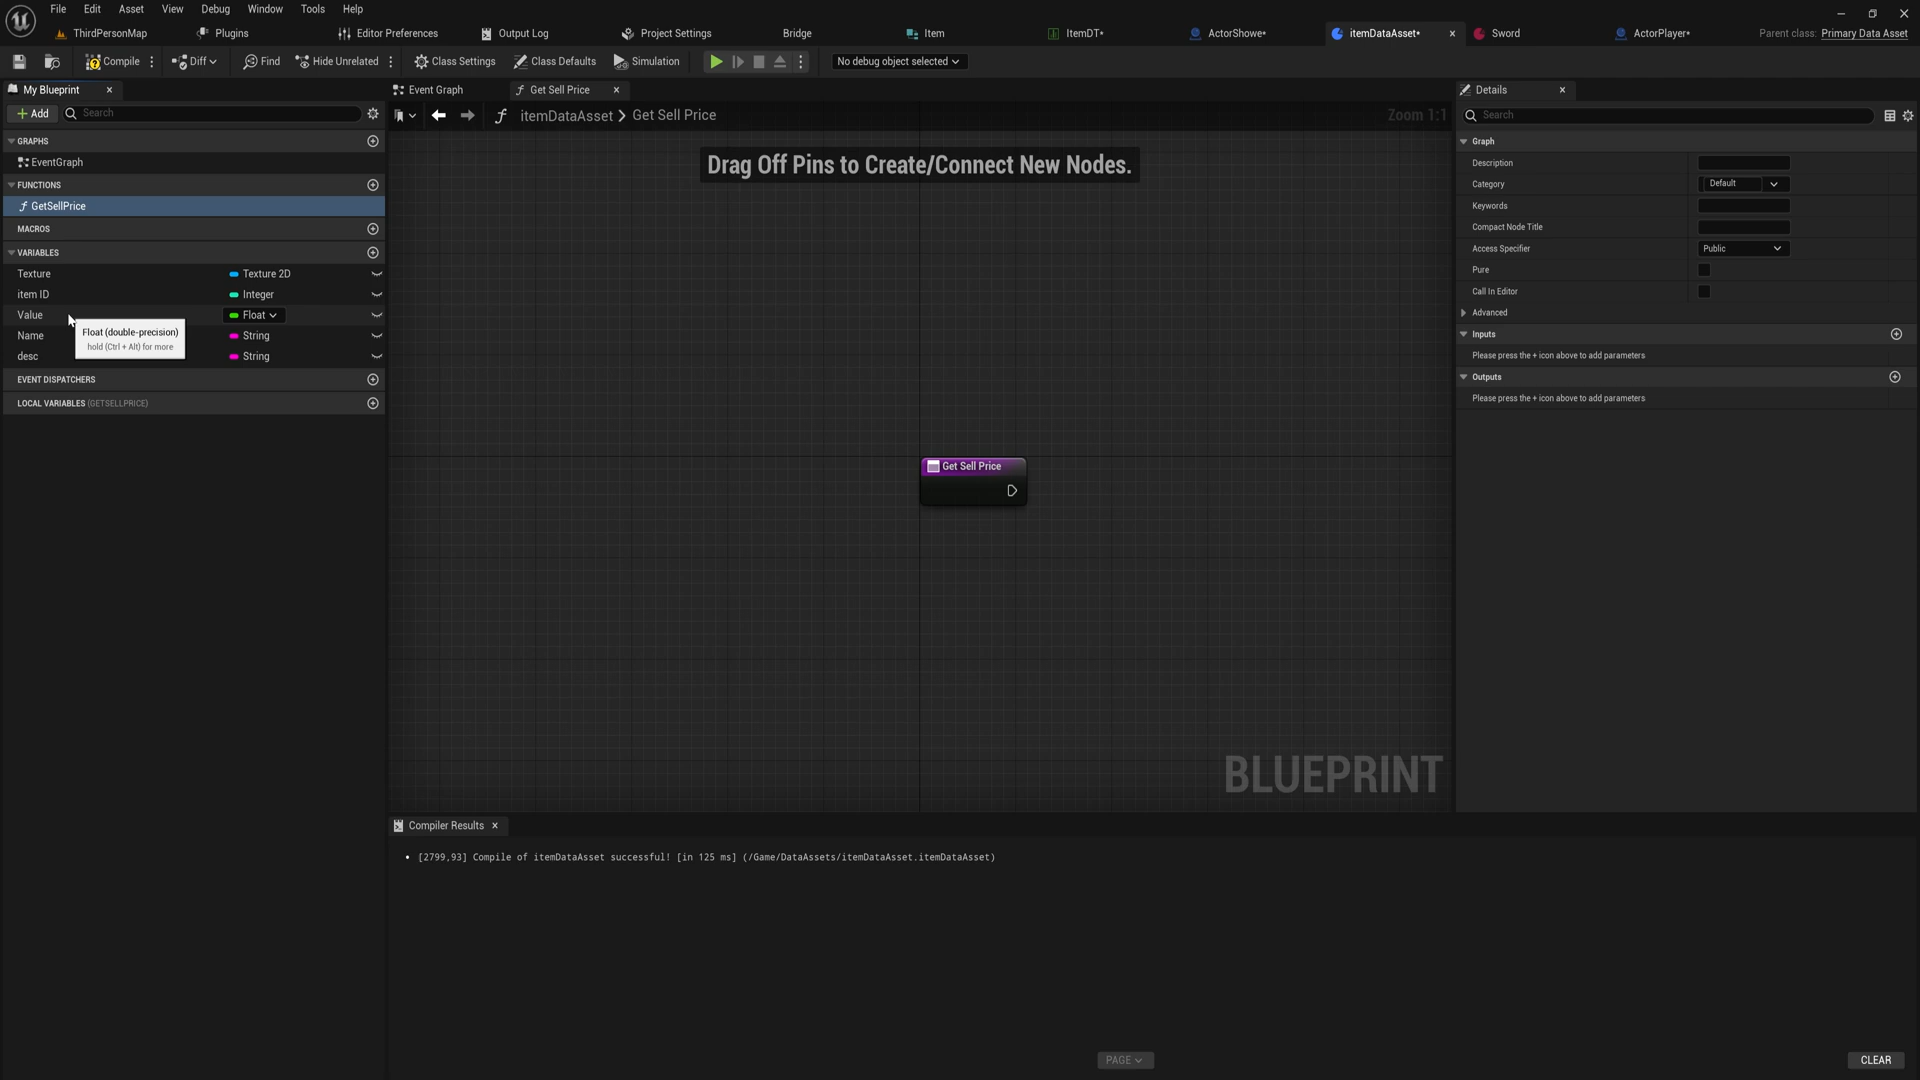 File Edit Asset View Debug Window Tools Help
ThirdPersonMap Plugins Editor Preferences Output Log Project Settings Bridge Item ItemDT* ActorShowe* itemDataAsset* Sword ActorPlayer* Parent class: Primary Data Asset
Compile Diff Find Hide Unrelated Class Settings Class Defaults Simulation No debug object selected
My Blueprint
Event Graph Get Sell Price
Details
+ Add Search
itemDataAsset > Get Sell Price Zoom 1:1
Search
GRAPHS
EventGraph
FUNCTIONS
GetSellPrice
MACROS
VARIABLES
Texture Texture 2D
item ID Integer
Value Float
Name String
desc String
Float (double-precision)
hold (Ctrl + Alt) for more
EVENT DISPATCHERS
LOCAL VARIABLES (GETSELLPRICE)
Drag Off Pins to Create/Connect New Nodes.
Get Sell Price
BLUEPRINT
Graph
Description
Category Default
Keywords
Compact Node Title
Access Specifier Public
Pure
Call In Editor
Advanced
Inputs
Please press the + icon above to add parameters
Outputs
Please press the + icon above to add parameters
Compiler Results
[2799,93] Compile of itemDataAsset successful! [in 125 ms] (/Game/DataAssets/itemDataAsset.itemDataAsset)
PAGE CLEAR